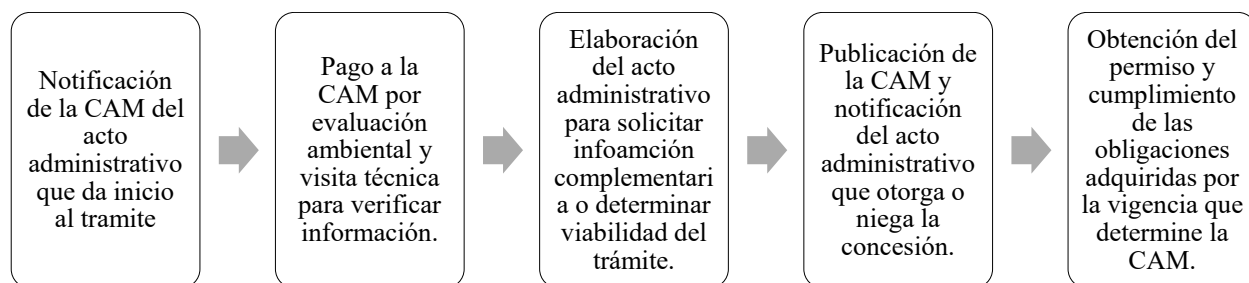 Notificación
de la CAM del
acto
administrativo
que da inicio
al tramite
Pago a la
CAM por
evaluación
ambiental y
visita técnica
para verificar
información.
Elaboración
del acto
administrativo
para solicitar
infoamción
complementari
a o determinar
viabilidad del
trámite.
Publicación de
la CAM y
notificación
del acto
administrativo
que otorga o
niega la
concesión.
Obtención del
permiso y
cumplimiento
de las
obligaciones
adquiridas por
la vigencia que
determine la
CAM.